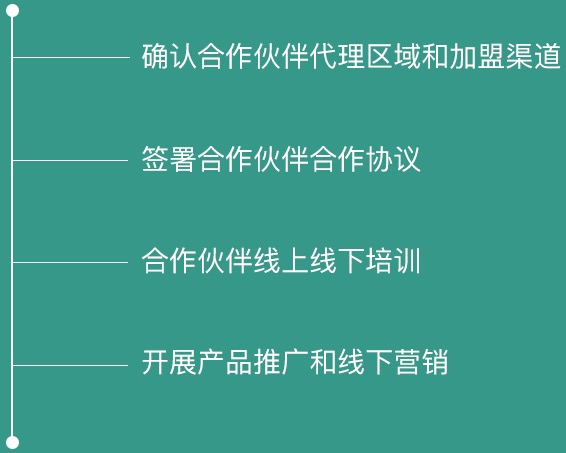 确认合作伙伴代理区域和加盟渠道
签署合作伙伴合作协议
合作伙伴线上线下培训
开展产品推广和线下营销